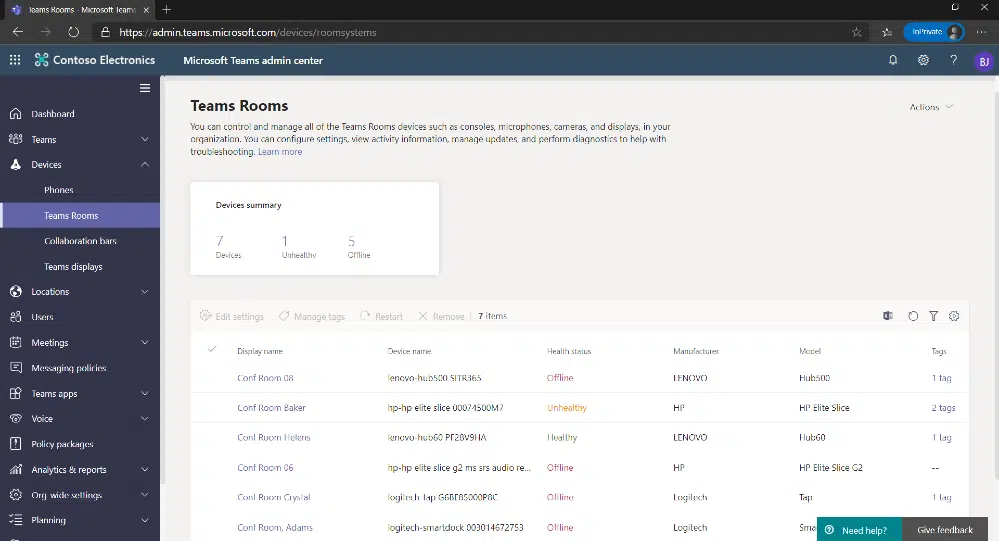 Teams Rooms - Microsoft Teams
https://admin.teams.microsoft.com/devices/roomsystems
InPrivate
Contoso Electronics
Microsoft Teams admin center
BJ
Dashboard
Teams
Devices
Phones
Teams Rooms
Collaboration bars
Teams displays
Locations
Users
Meetings
Messaging policies
Teams apps
Voice
Policy packages
Analytics & reports
Org-wide settings
Planning
Teams Rooms
Actions
You can control and manage all of the Teams Rooms devices such as consoles, microphones, cameras, and displays, in your
organization. You can configure settings, view activity information, manage updates, and perform diagnostics to help with
troubleshooting. Learn more
Devices summary
7 1 5
Devices Unhealthy Offline
Edit settings Manage tags Restart Remove 7 items
Display name Device name Health status Manufacturer Model Tags
Conf Room 08 lenovo-hub500 SITR365 Offline LENOVO Hub500 1 tag
Conf Room Baker hp-hp elite slice 00074500M7 Unhealthy HP HP Elite Slice 2 tags
Conf Room Helens lenovo-hub60 PF28V9HA Healthy LENOVO Hub60 1 tag
Conf Room 06 hp-hp elite slice g2 ms srs audio re... Offline HP HP Elite Slice G2 --
Conf Room Crystal logitech-tap G6BE85000P8C Offline Logitech Tap 1 tag
Conf Room, Adams logitech-smartdock 003014672753 Offline Logitech
Need help? Give feedback